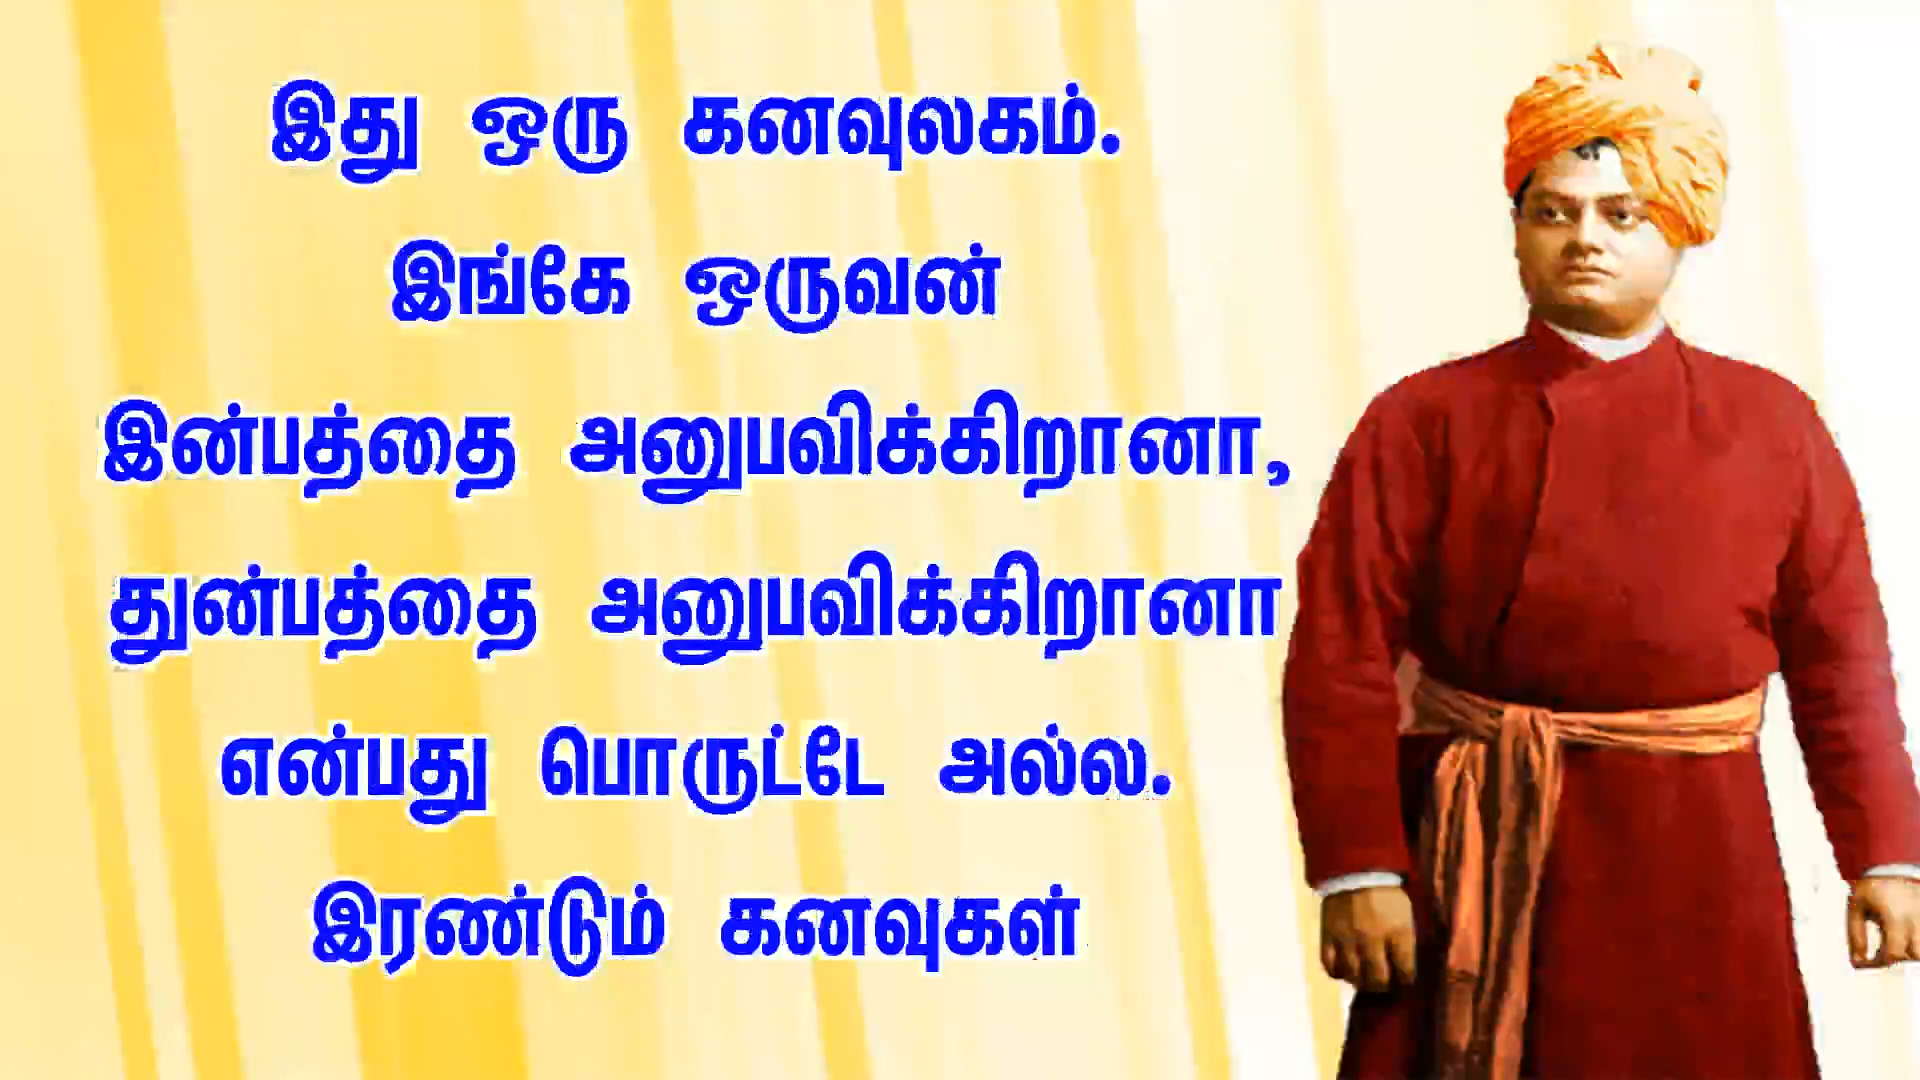 இது ஒரு கனவுலகம்.
இங்கே ஒருவன்
இன்பத்தை அனுபவிக்கிறானா,
துன்பத்தை அனுபவிக்கிறானா
என்பது பொருட்டே அல்ல.
இரண்டும் கனவுகள்